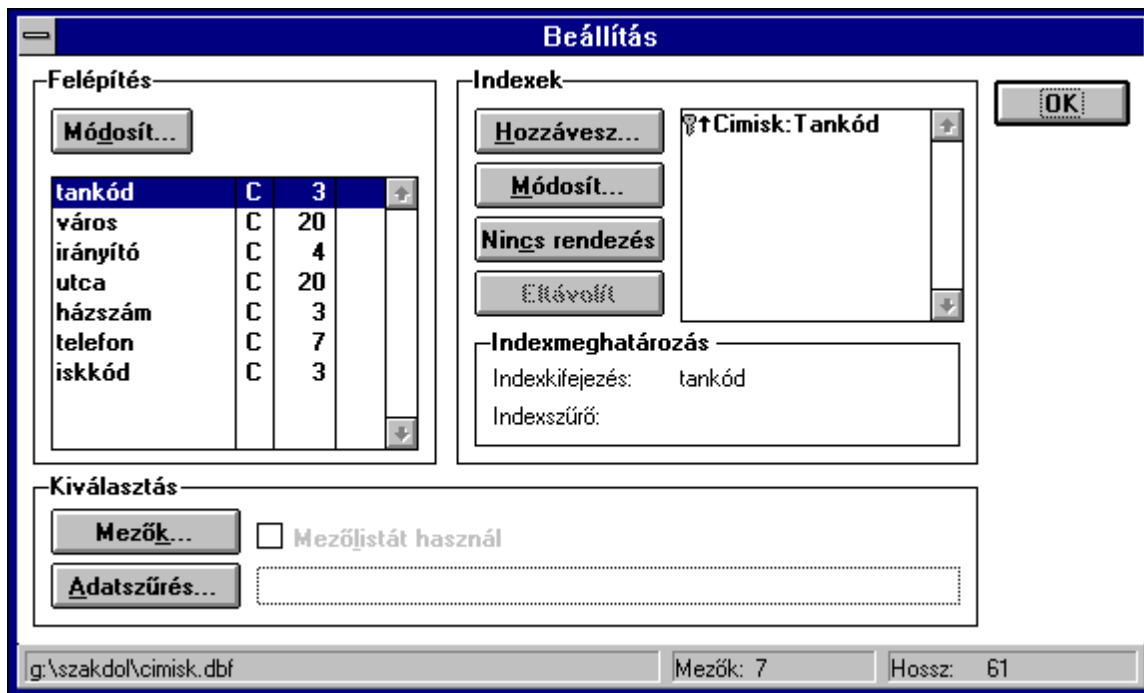 Beállítás
Felépítés
Módosít...
tankód C 3
város C 20
irányító C 4
utca C 20
házszám C 3
telefon C 7
iskkód C 3
Indexek
Hozzávesz...
Módosít...
Nincs rendezés
Eltávolít
Cimisk:Tankód
Indexmeghatározás
Indexkifejezés: tankód
Indexszűrő:
OK
Kiválasztás
Mezők...
Mezőlistát használ
Adatszűrés...
g:\szakdol\cimisk.dbf
Mezők: 7
Hossz: 61